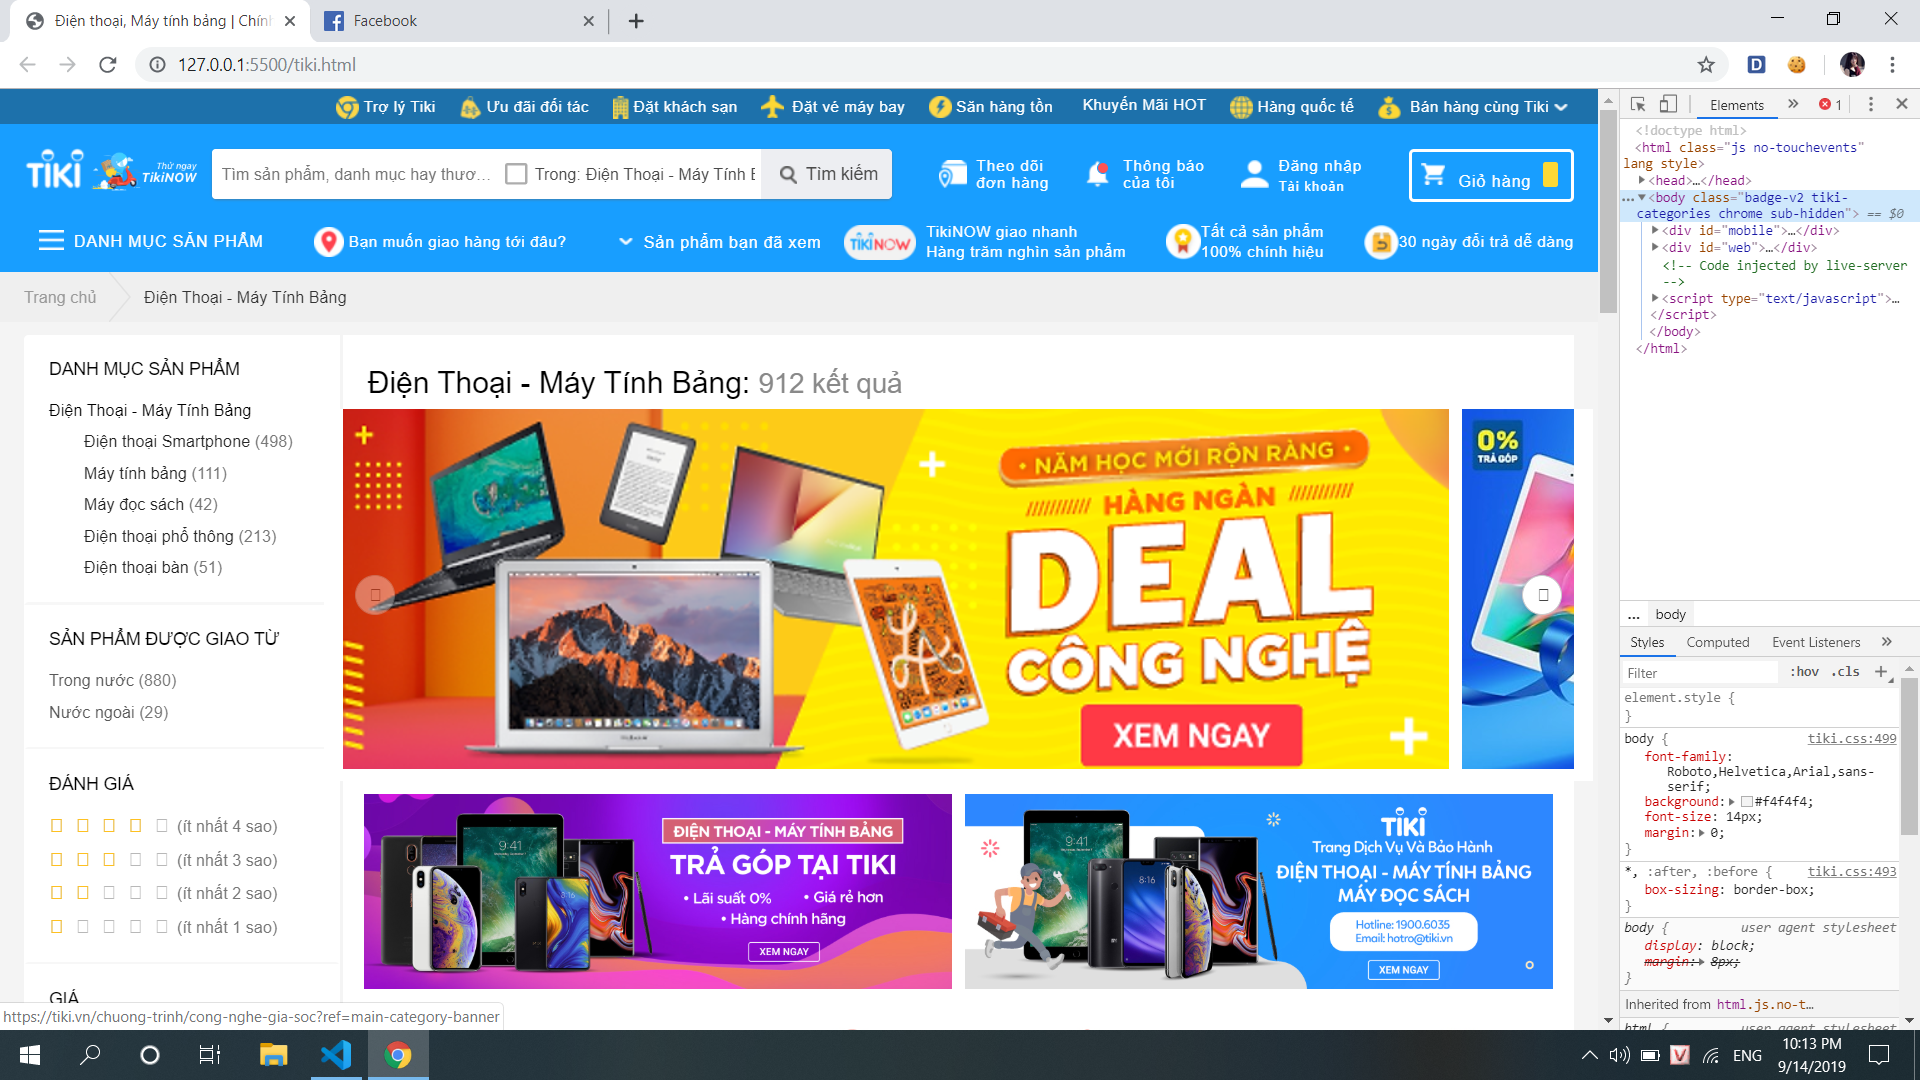 Điện thoại, Máy tính bảng | Chính
Facebook
127.0.0.1:5500/tiki.html
Trợ lý Tiki
Ưu đãi đối tác
Đặt khách sạn
Đặt vé máy bay
Săn hàng tồn
Khuyến Mãi HOT
Hàng quốc tế
Bán hàng cùng Tiki
TIKI
Thử ngay
TikiNOW
Tìm sản phẩm, danh mục hay thươ...
Trong: Điện Thoại - Máy Tính B
Tìm kiếm
Theo dõi
đơn hàng
Thông báo
của tôi
Đăng nhập
Tài khoản
Giỏ hàng
DANH MỤC SẢN PHẨM
Bạn muốn giao hàng tới đâu?
Sản phẩm bạn đã xem
TIKINOW
TikiNOW giao nhanh
Hàng trăm nghìn sản phẩm
Tất cả sản phẩm
100% chính hiệu
30 ngày đổi trả dễ dàng
Trang chủ
Điện Thoại - Máy Tính Bảng
DANH MỤC SẢN PHẨM
Điện Thoại - Máy Tính Bảng
Điện thoại Smartphone (498)
Máy tính bảng (111)
Máy đọc sách (42)
Điện thoại phổ thông (213)
Điện thoại bàn (51)
SẢN PHẨM ĐƯỢC GIAO TỪ
Trong nước (880)
Nước ngoài (29)
ĐÁNH GIÁ
(ít nhất 4 sao)
(ít nhất 3 sao)
(ít nhất 2 sao)
(ít nhất 1 sao)
GIÁ
https://tiki.vn/chuong-trinh/cong-nghe-gia-soc?ref=main-category-banner
Điện Thoại - Máy Tính Bảng: 912 kết quả
• NĂM HỌC MỚI RỘN RÀNG •
HÀNG NGÀN
DEAL
CÔNG NGHỆ
XEM NGAY
0%
TRẢ GÓP
9:41
8:16
ĐIỆN THOẠI - MÁY TÍNH BẢNG
TRẢ GÓP TẠI TIKI
• Lãi suất 0%
• Giá rẻ hơn
• Hàng chính hãng
XEM NGAY
9:41
8:16
TIKI
Trang Dịch Vụ Và Bảo Hành
ĐIỆN THOẠI - MÁY TÍNH BẢNG
MÁY ĐỌC SÁCH
Hotline: 1900.6035
Email: hotro@tiki.vn
XEM NGAY
Elements
1
<!doctype html>
<html class="js no-touchevents"
lang style>
<head>…</head>
<body class="badge-v2 tiki-
categories chrome sub-hidden"> == $0
<div id="mobile">…</div>
<div id="web">…</div>
<!-- Code injected by live-server
-->
<script type="text/javascript">…
</script>
</body>
</html>
... body
Styles
Computed
Event Listeners
Filter
:hov .cls
element.style {
}
body {
tiki.css:499
font-family:
Roboto,Helvetica,Arial,sans-
serif;
background: #f4f4f4;
font-size: 14px;
margin: 0;
}
*, :after, :before {
tiki.css:493
box-sizing: border-box;
}
body {
user agent stylesheet
display: block;
margin: 8px;
}
Inherited from html.js.no-t…
html {
user agent stylesheet
ENG
10:13 PM
9/14/2019